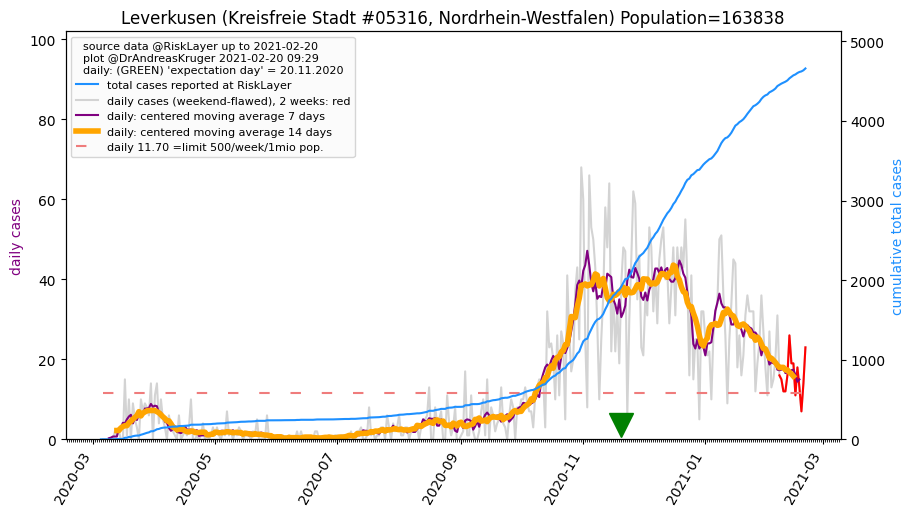 Leverkusen (Kreisfreie Stadt #05316, Nordrhein-Westfalen) Population=163838
source data @RiskLayer up to 2021-02-20
plot @DrAndreasKruger 2021-02-20 09:29
daily: (GREEN) 'expectation day' = 20.11.2020
total cases reported at RiskLayer
daily cases (weekend-flawed), 2 weeks: red
daily: centered moving average 7 days
daily: centered moving average 14 days
daily 11.70 =limit 500/week/1mio pop.
daily cases
100
80
60
40
20
0
cumulative total cases
5000
4000
3000
2000
1000
0
2020-03
2020-05
2020-07
2020-09
2020-11
2021-01
2021-03